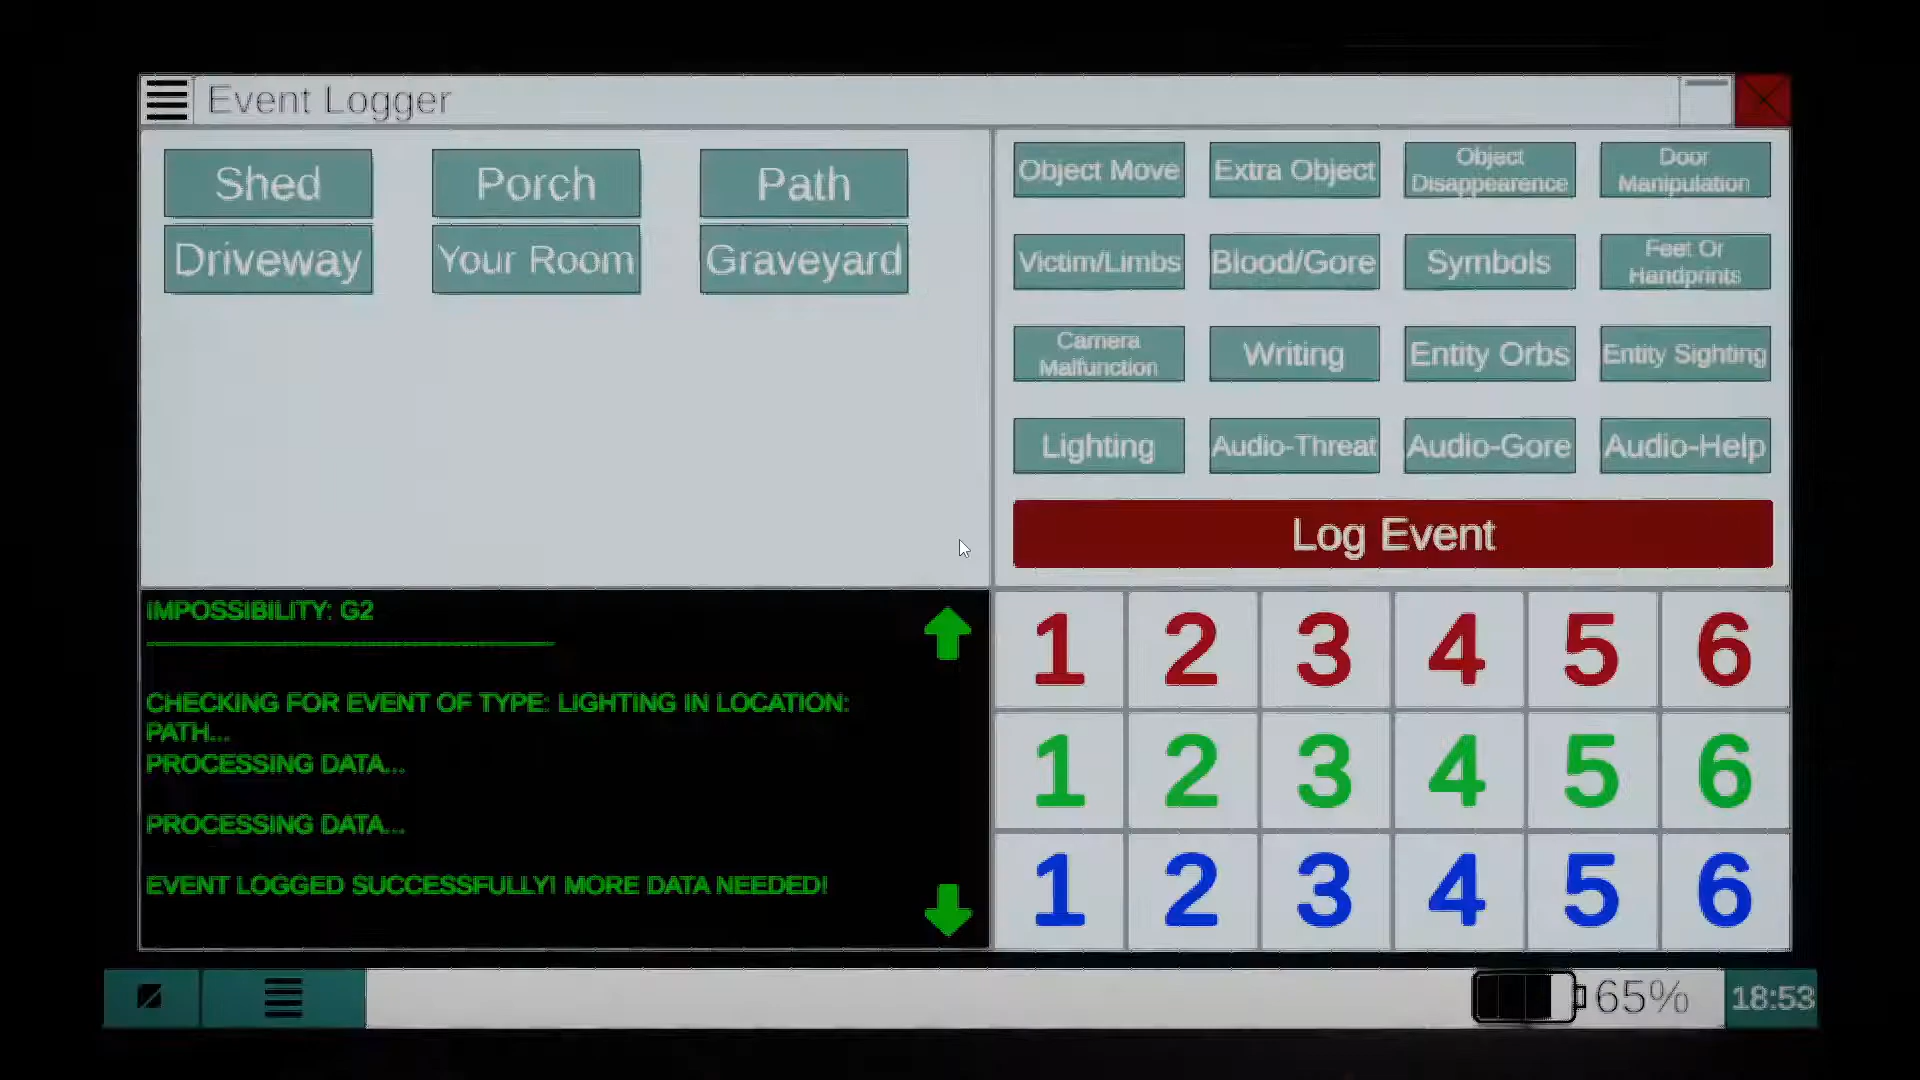 Event Logger
Shed Porch Path
Driveway Your Room Graveyard
Object Move Extra Object Object Disappearence Door Manipulation
Victim/Limbs Blood/Gore Symbols Feet Or Handprints
Camera Malfunction Writing Entity Orbs Entity Sighting
Lighting Audio-Threat Audio-Gore Audio-Help
Log Event
IMPOSSIBILITY: G2
CHECKING FOR EVENT OF TYPE: LIGHTING IN LOCATION:
PATH...
PROCESSING DATA...
PROCESSING DATA...
EVENT LOGGED SUCCESSFULLY! MORE DATA NEEDED!
1 2 3 4 5 6
1 2 3 4 5 6
1 2 3 4 5 6
65% 18:53